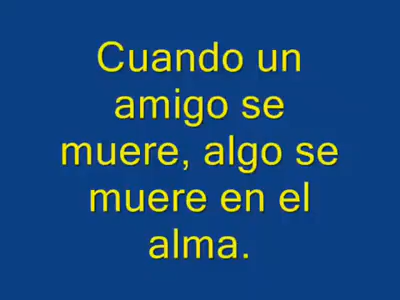 Cuando un
amigo se
muere, algo se
muere en el
alma.